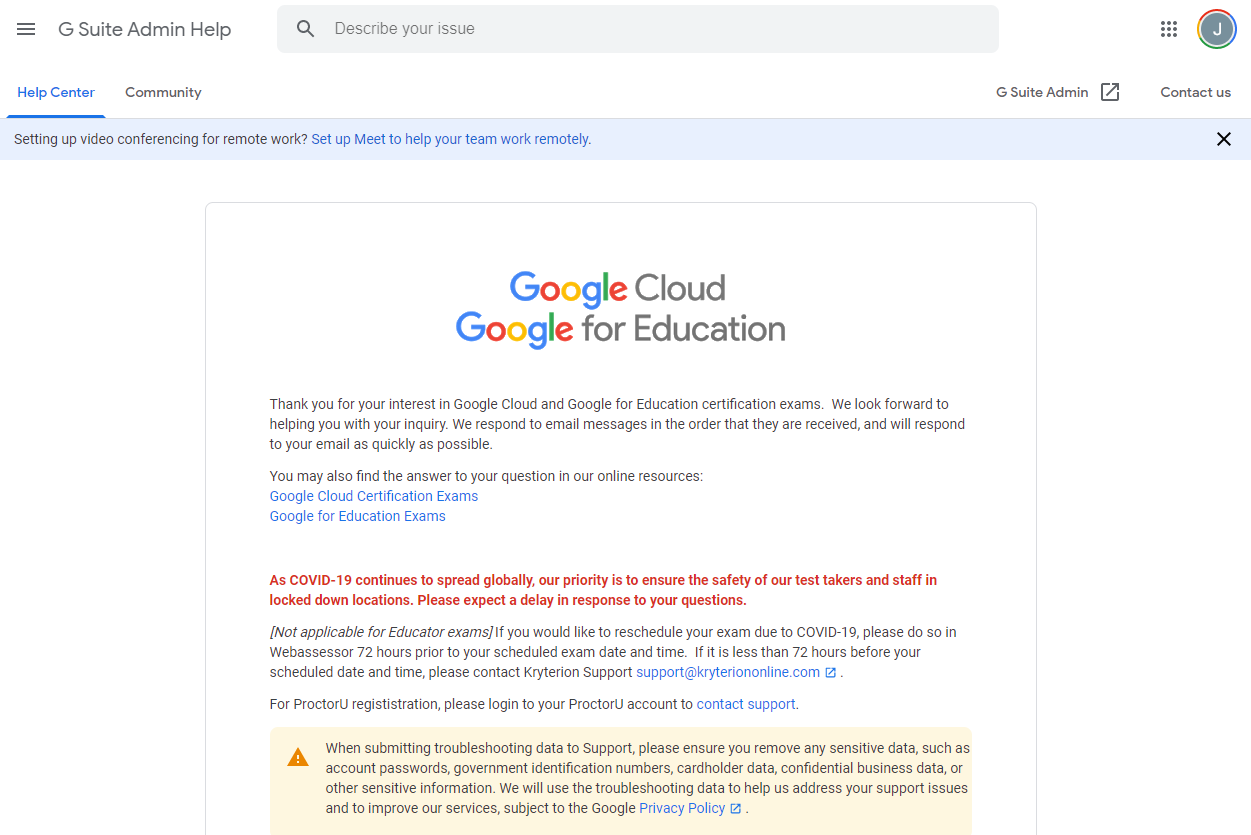 G Suite Admin Help
Describe your issue
J
Help Center
Community
G Suite Admin
Contact us
Setting up video conferencing for remote work? Set up Meet to help your team work remotely.
Google Cloud
Google for Education
Thank you for your interest in Google Cloud and Google for Education certification exams.  We look forward to
helping you with your inquiry. We respond to email messages in the order that they are received, and will respond
to your email as quickly as possible.
You may also find the answer to your question in our online resources:
Google Cloud Certification Exams
Google for Education Exams
As COVID-19 continues to spread globally, our priority is to ensure the safety of our test takers and staff in
locked down locations. Please expect a delay in response to your questions.
[Not applicable for Educator exams] If you would like to reschedule your exam due to COVID-19, please do so in
Webassessor 72 hours prior to your scheduled exam date and time.  If it is less than 72 hours before your
scheduled date and time, please contact Kryterion Support support@kryteriononline.com .
For ProctorU regististration, please login to your ProctorU account to contact support.
When submitting troubleshooting data to Support, please ensure you remove any sensitive data, such as
account passwords, government identification numbers, cardholder data, confidential business data, or
other sensitive information. We will use the troubleshooting data to help us address your support issues
and to improve our services, subject to the Google Privacy Policy .